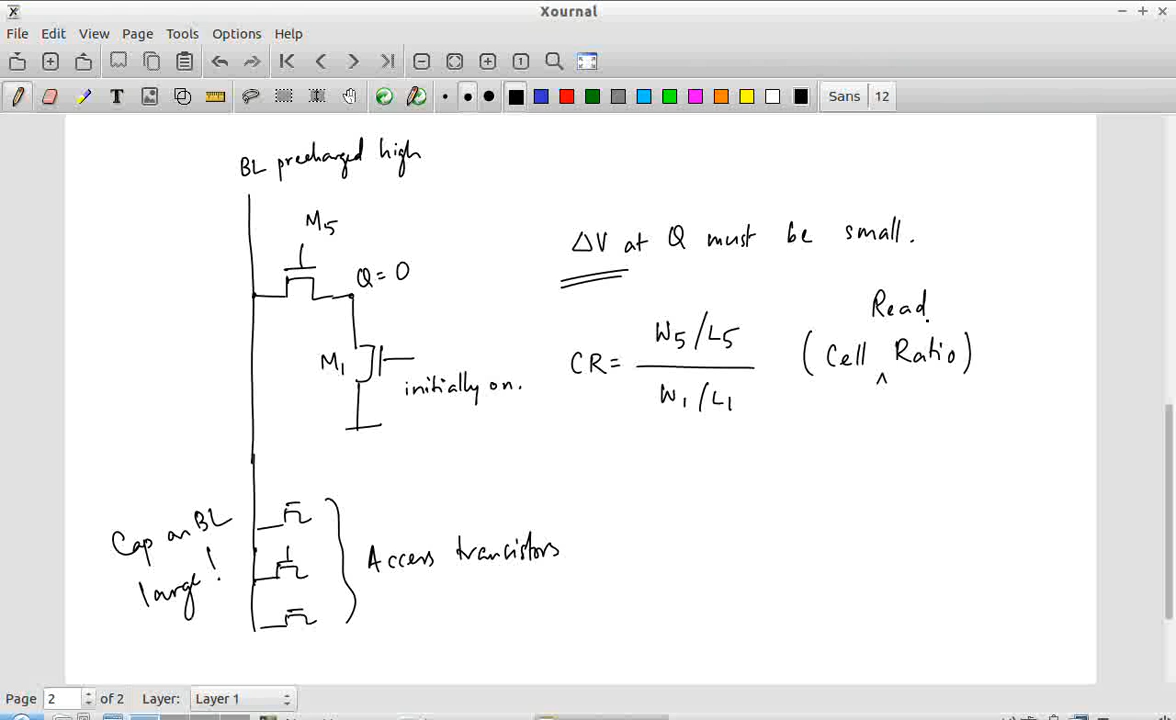 Xournal
File Edit View Page Tools Options Help
Sans 12
BL precharged high
M5
Q = 0
M1
initially on.
ΔV at Q must be small.
CR = W5/L5
W1/L1
Read
(Cell ^ Ratio)
Cap on BL
large!
Access trancistors
Page 2 of 2 Layer: Layer 1